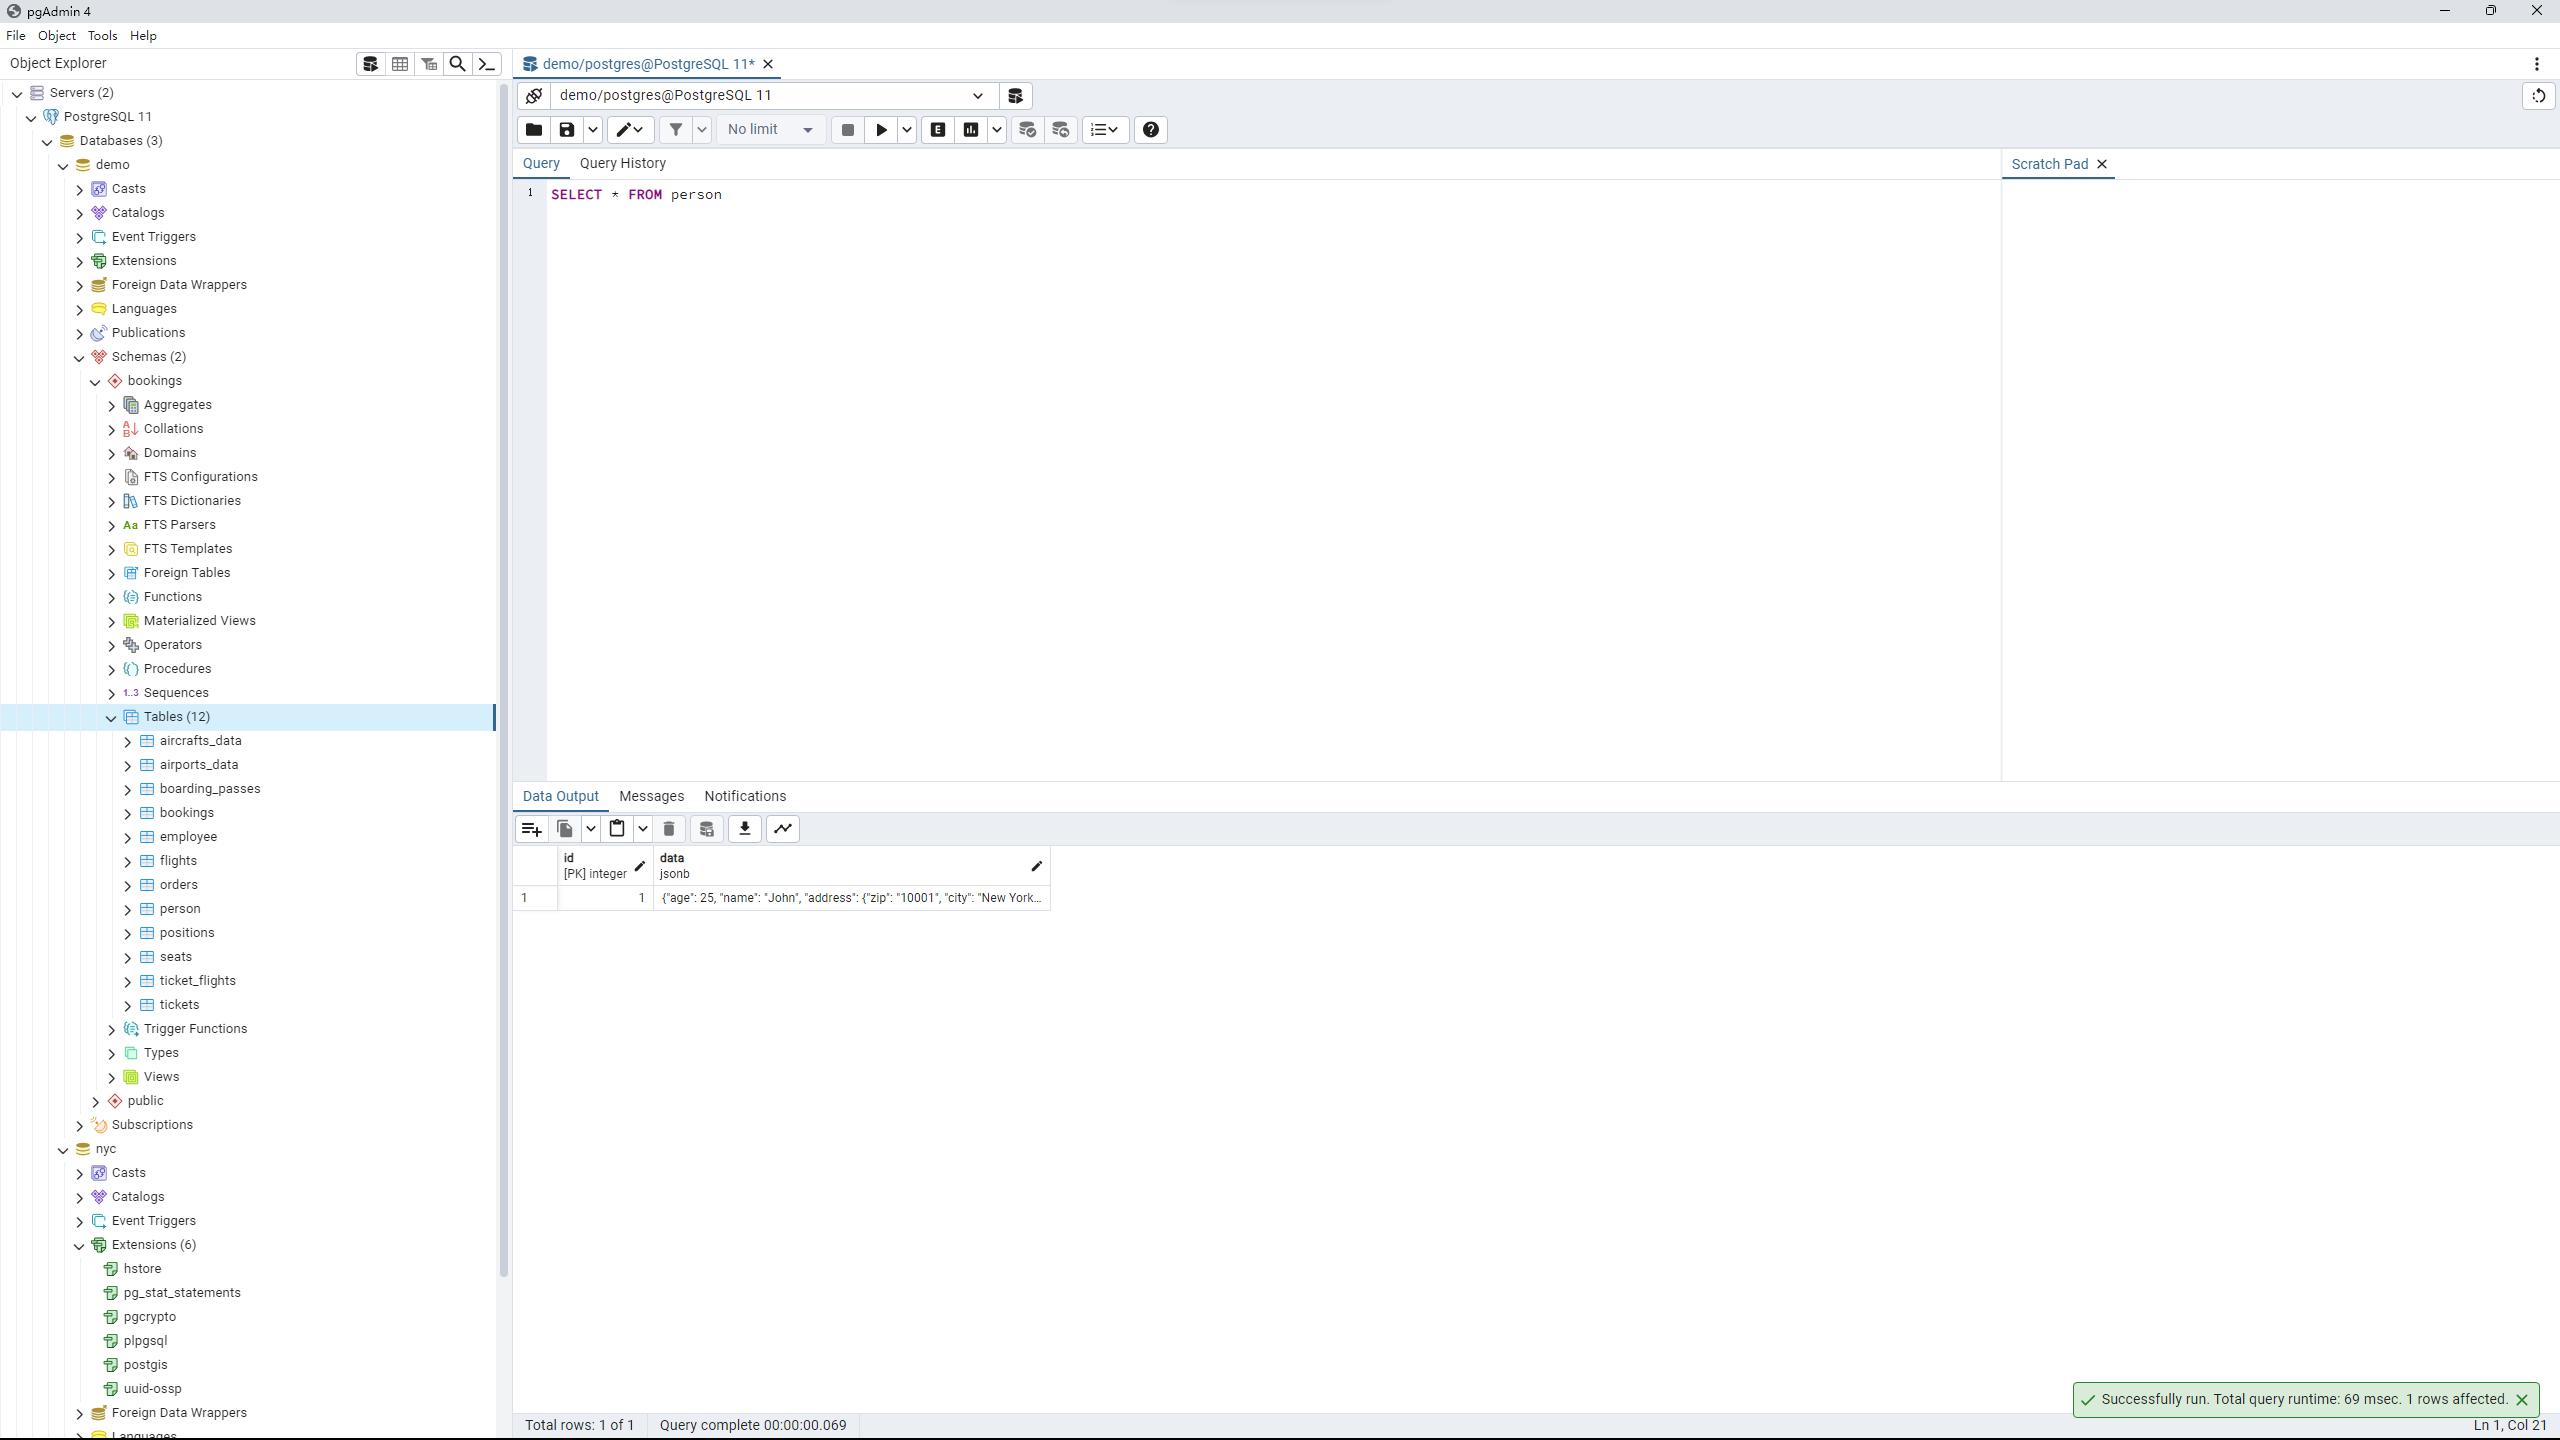 pgAdmin 4
File Object Tools Help
Object Explorer
demo/postgres@PostgreSQL 11*
Servers (2)
PostgreSQL 11
Databases (3)
demo
Casts
Catalogs
Event Triggers
Extensions
Foreign Data Wrappers
Languages
Publications
Schemas (2)
bookings
Aggregates
Collations
Domains
FTS Configurations
FTS Dictionaries
Aa FTS Parsers
FTS Templates
Foreign Tables
Functions
Materialized Views
Operators
Procedures
1..3 Sequences
Tables (12)
aircrafts_data
airports_data
boarding_passes
bookings
employee
flights
orders
person
positions
seats
ticket_flights
tickets
Trigger Functions
Types
Views
public
Subscriptions
nyc
Casts
Catalogs
Event Triggers
Extensions (6)
hstore
pg_stat_statements
pgcrypto
plpgsql
postgis
uuid-ossp
Foreign Data Wrappers
Languages
demo/postgres@PostgreSQL 11
No limit
E
Query Query History
Scratch Pad
1 SELECT * FROM person
Data Output Messages Notifications
id data
[PK] integer jsonb
1 1 {"age": 25, "name": "John", "address": {"zip": "10001", "city": "New York...
Successfully run. Total query runtime: 69 msec. 1 rows affected.
Total rows: 1 of 1 Query complete 00:00:00.069 Ln 1, Col 21